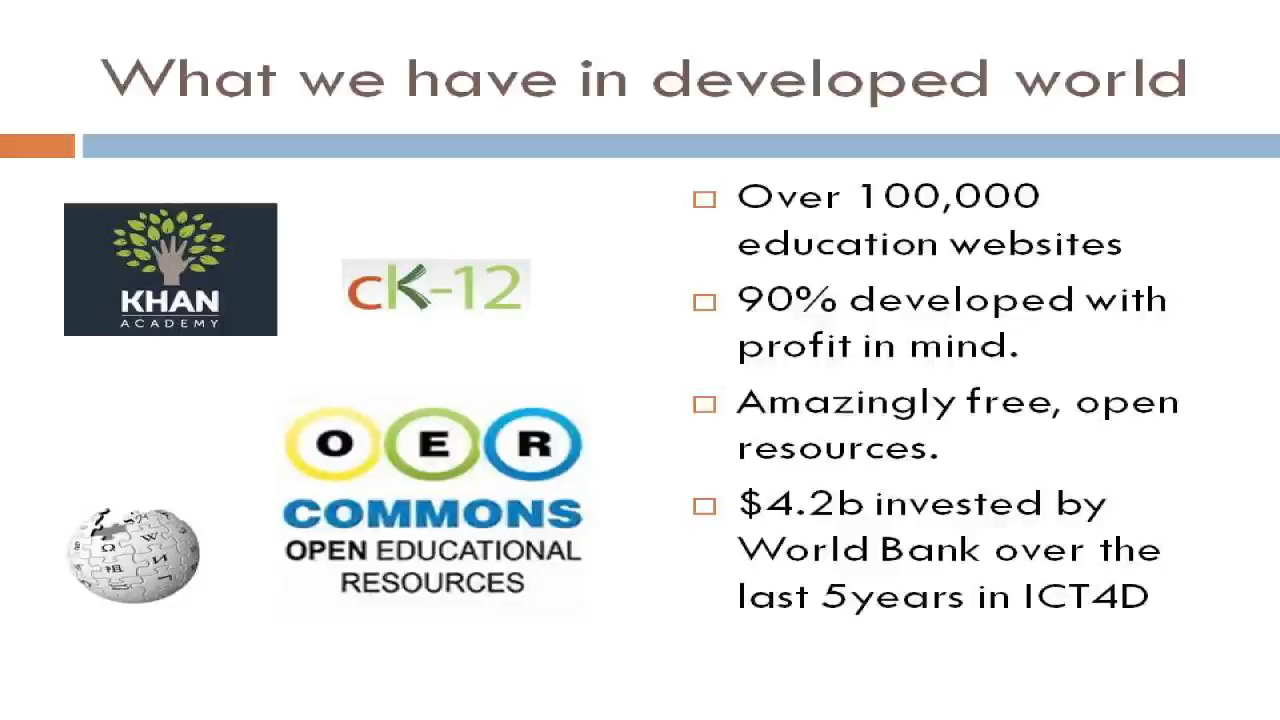 What we have in developed world
KHAN
ACADEMY
cK-12
O E R
COMMONS
OPEN EDUCATIONAL
RESOURCES
Ω W
И
Over 100,000
education websites
90% developed with
profit in mind.
Amazingly free, open
resources.
$4.2b invested by
World Bank over the
last 5years in ICT4D